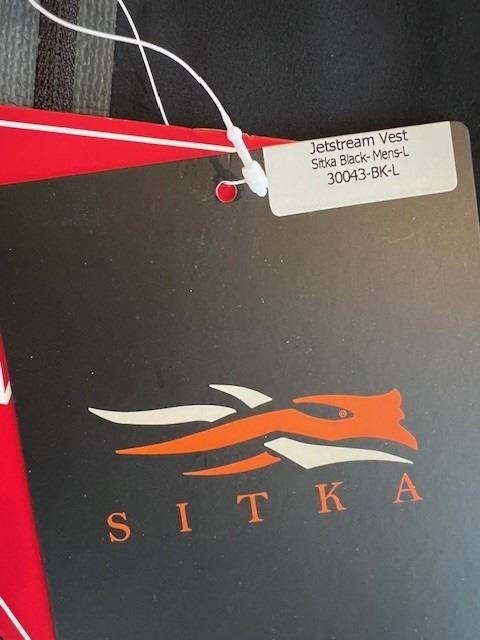 Jetstream Vest
Sitka Black- Mens-L
30043-BK-L
®
SITKA